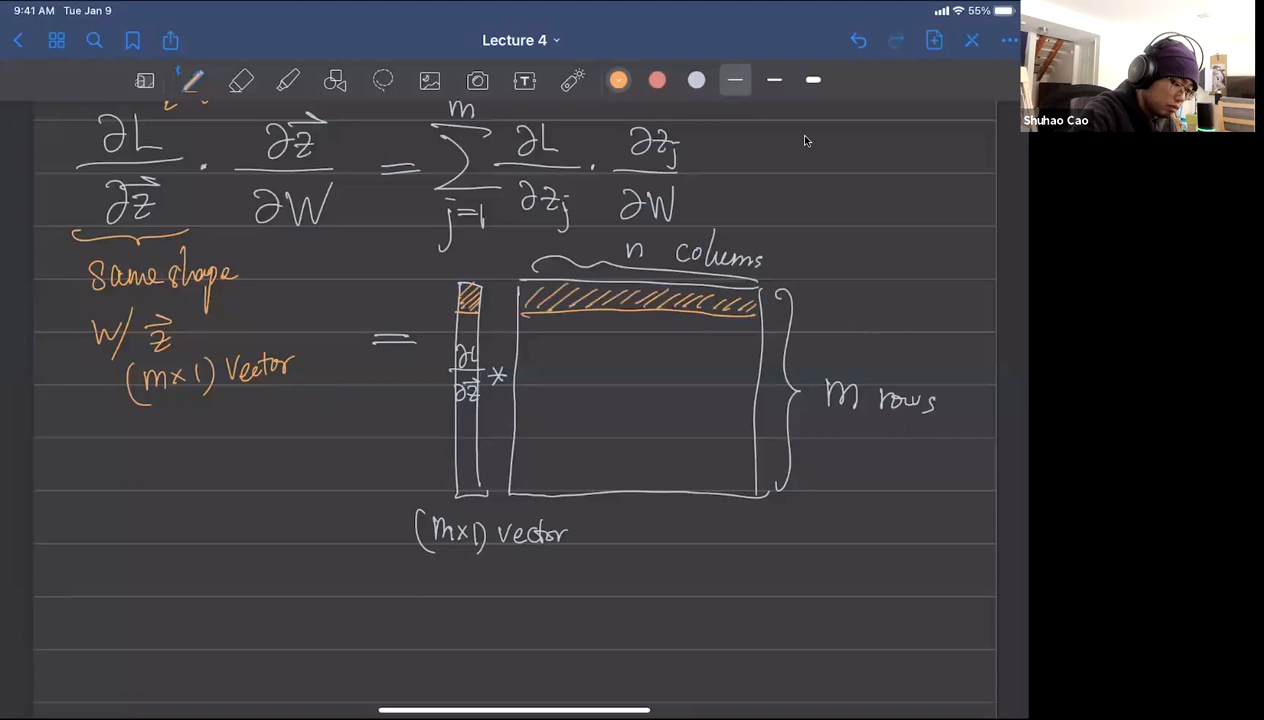 9:41 AM Tue Jan 9
55%
Lecture 4
Shuhao Cao
∂L/∂z⃗ · ∂z⃗/∂W = ∑_{j=1}^{m} ∂L/∂z_j · ∂z_j/∂W
same shape
w/ z⃗
(m×1) vector
n colums
= ∂L/∂z⃗ *
m rows
(m×1) vector